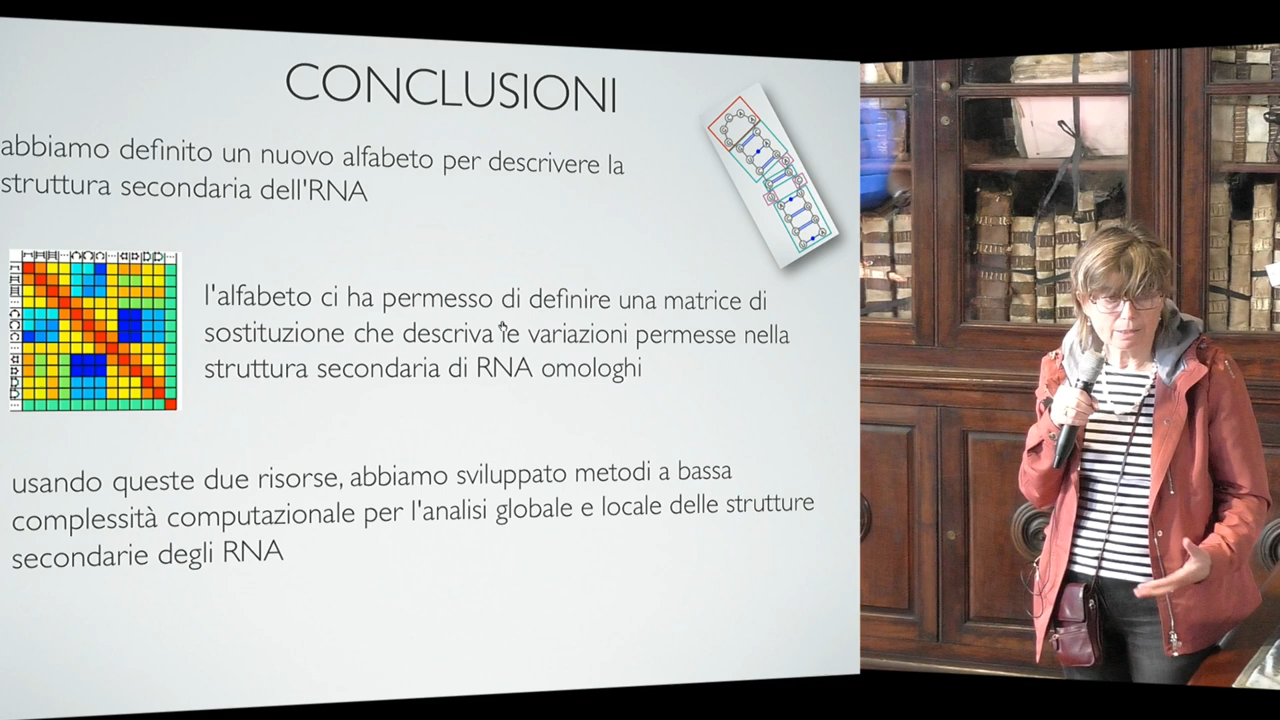 CONCLUSIONI
abbiamo definito un nuovo alfabeto per descrivere la
struttura secondaria dell'RNA
l'alfabeto ci ha permesso di definire una matrice di
sostituzione che descriva le variazioni permesse nella
struttura secondaria di RNA omologhi
usando queste due risorse, abbiamo sviluppato metodi a bassa
complessità computazionale per l'analisi globale e locale delle strutture
secondarie degli RNA